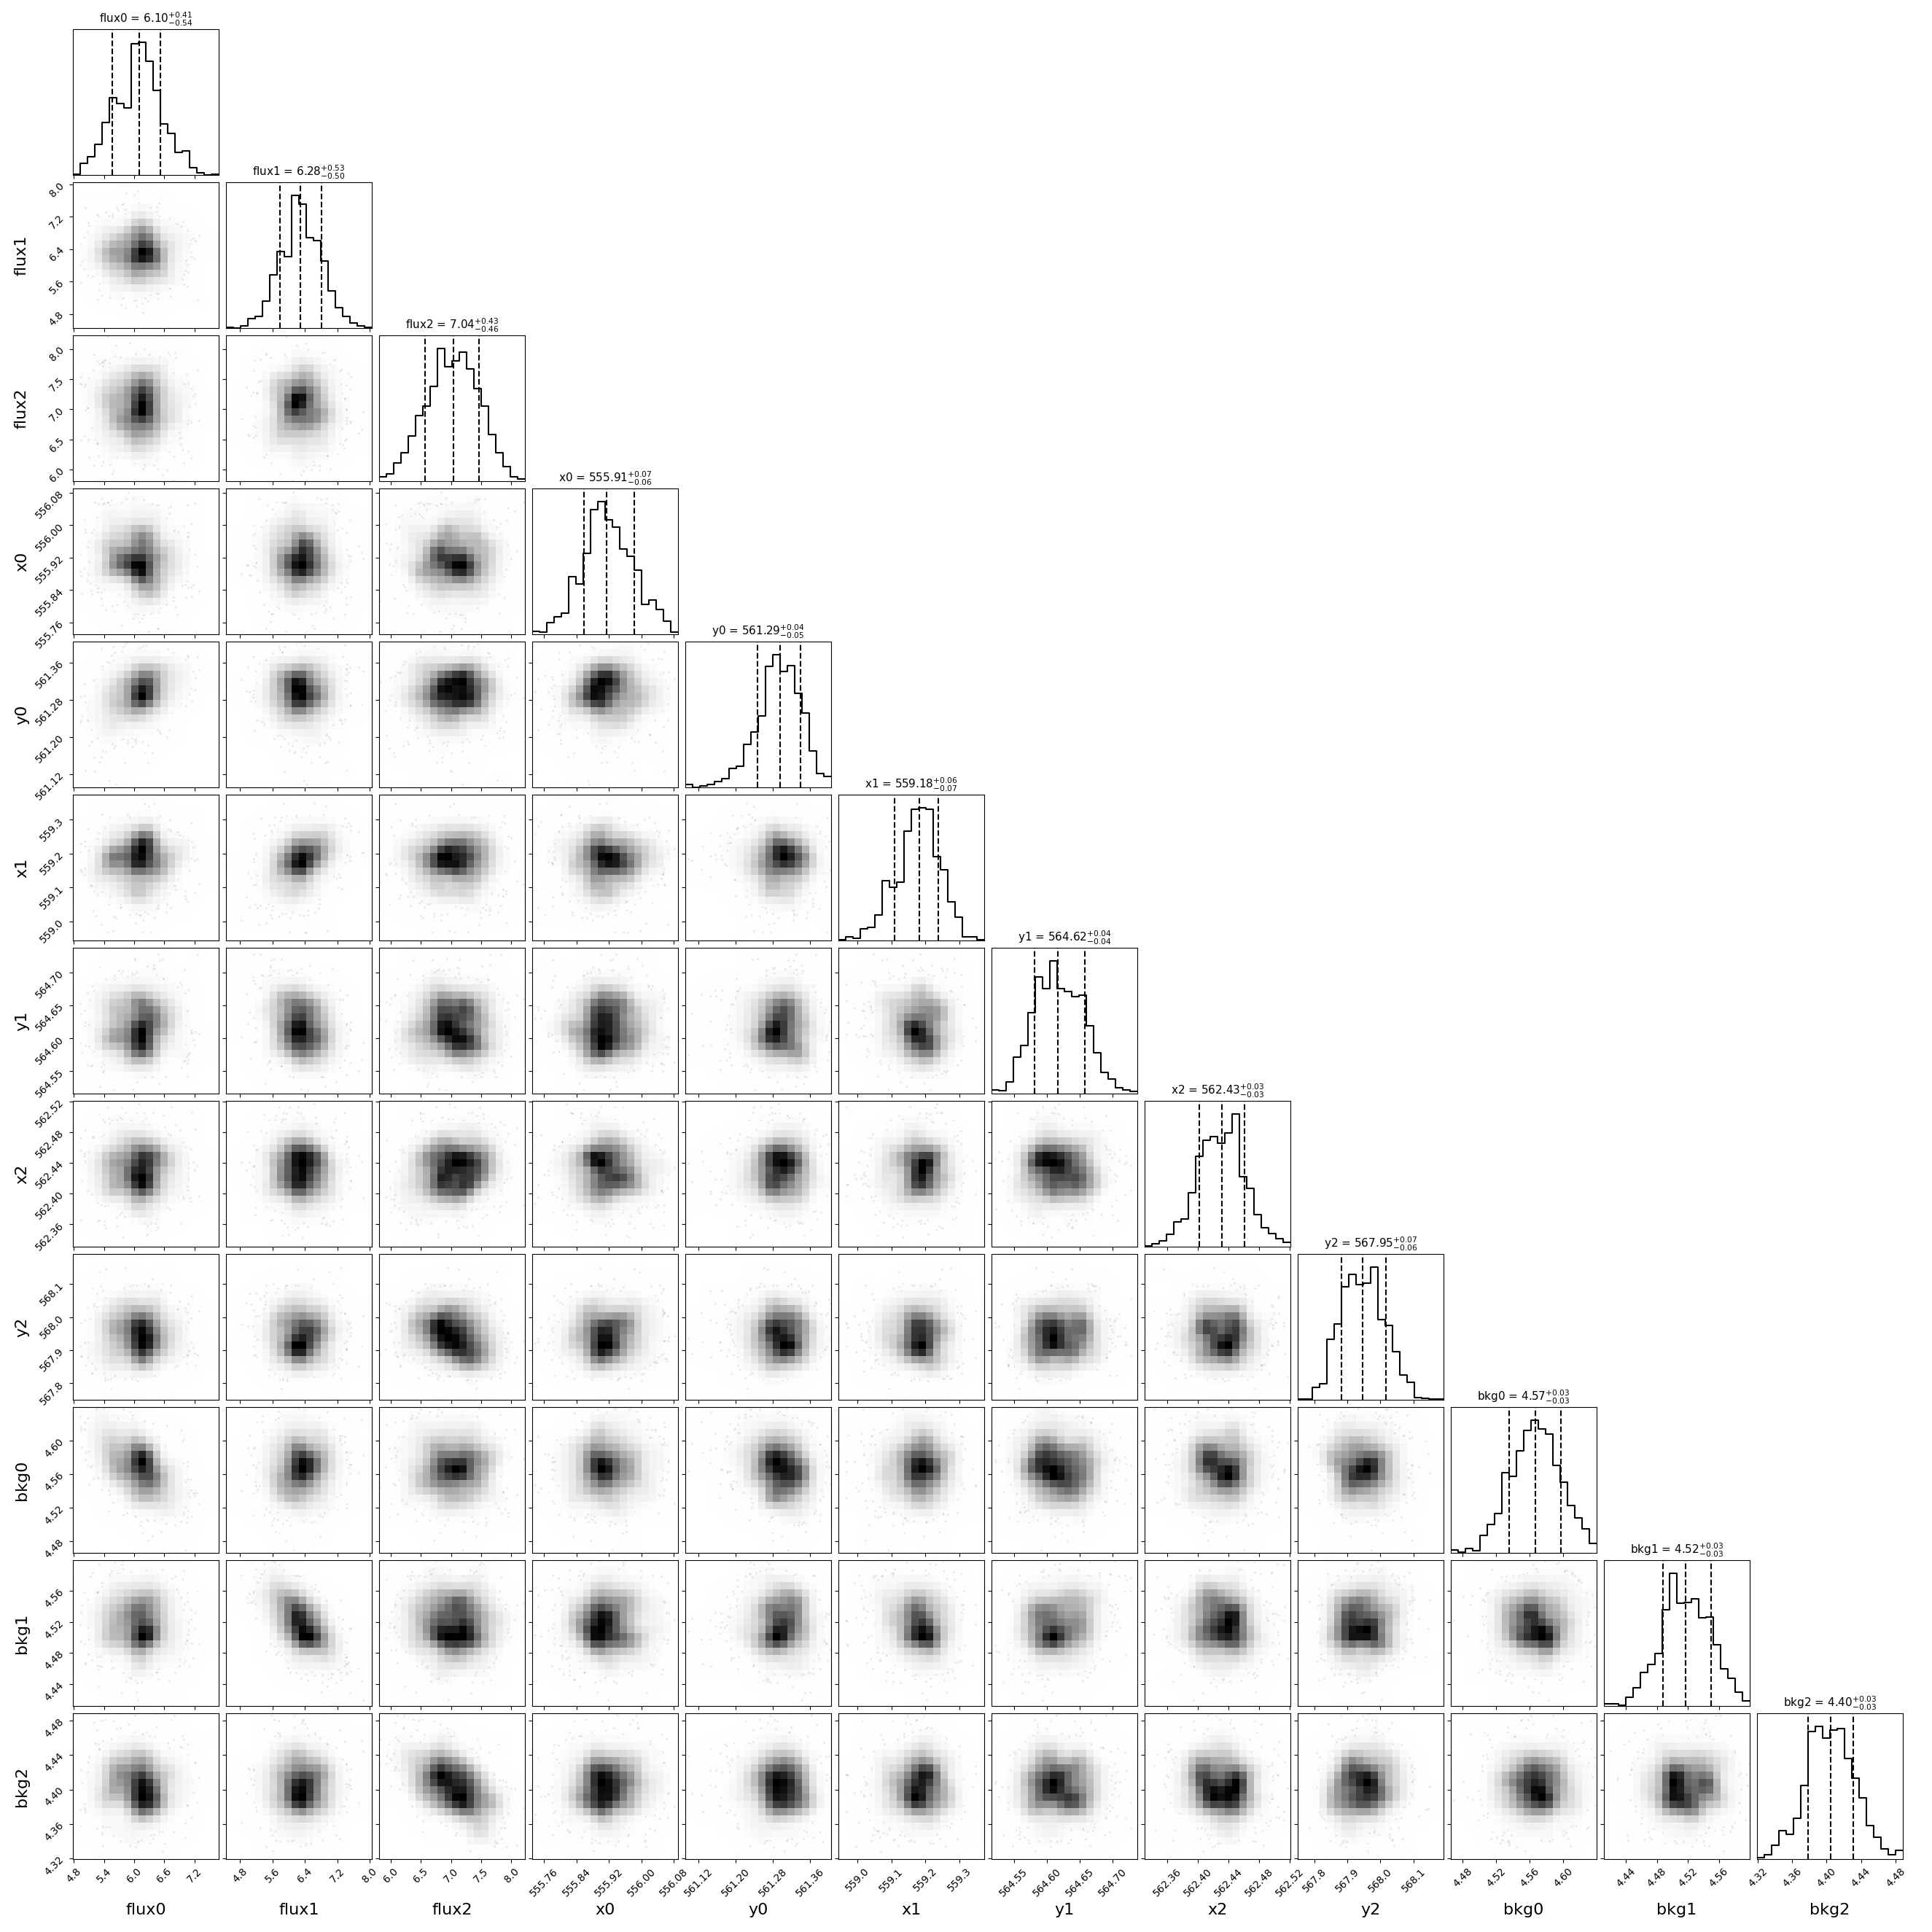 flux0 = 6.10+0.41−0.54
flux1 = 6.28+0.53−0.50
flux1
8.0
7.2
6.4
5.6
4.8
flux2 = 7.04+0.43−0.46
flux2
8.0
7.5
7.0
6.5
6.0
x0 = 555.91+0.07−0.06
x0
556.08
556.00
555.92
555.84
555.76
y0 = 561.29+0.04−0.05
y0
561.36
561.28
561.20
561.12
x1 = 559.18+0.06−0.07
x1
559.3
559.2
559.1
559.0
y1 = 564.62+0.04−0.04
y1
564.70
564.65
564.60
564.55
x2 = 562.43+0.03−0.03
x2
562.52
562.48
562.44
562.40
562.36
y2 = 567.95+0.07−0.06
y2
568.1
568.0
567.9
567.8
bkg0 = 4.57+0.03−0.03
bkg0
4.60
4.56
4.52
4.48
bkg1 = 4.52+0.03−0.03
bkg1
4.56
4.52
4.48
4.44
bkg2 = 4.40+0.03−0.03
bkg2
4.48
4.44
4.40
4.36
4.32
4.8 5.4 6.0 6.6 7.2 4.8 5.6 6.4 7.2 8.0 6.0 6.5 7.0 7.5 8.0 555.76 555.84 555.92 556.00 556.08 561.12 561.20 561.28 561.36 559.0 559.1 559.2 559.3 564.55 564.60 564.65 564.70 562.36 562.40 562.44 562.48 562.52 567.8 567.9 568.0 568.1 4.48 4.52 4.56 4.60 4.44 4.48 4.52 4.56 4.32 4.36 4.40 4.44 4.48
flux0 flux1 flux2 x0 y0 x1 y1 x2 y2 bkg0 bkg1 bkg2